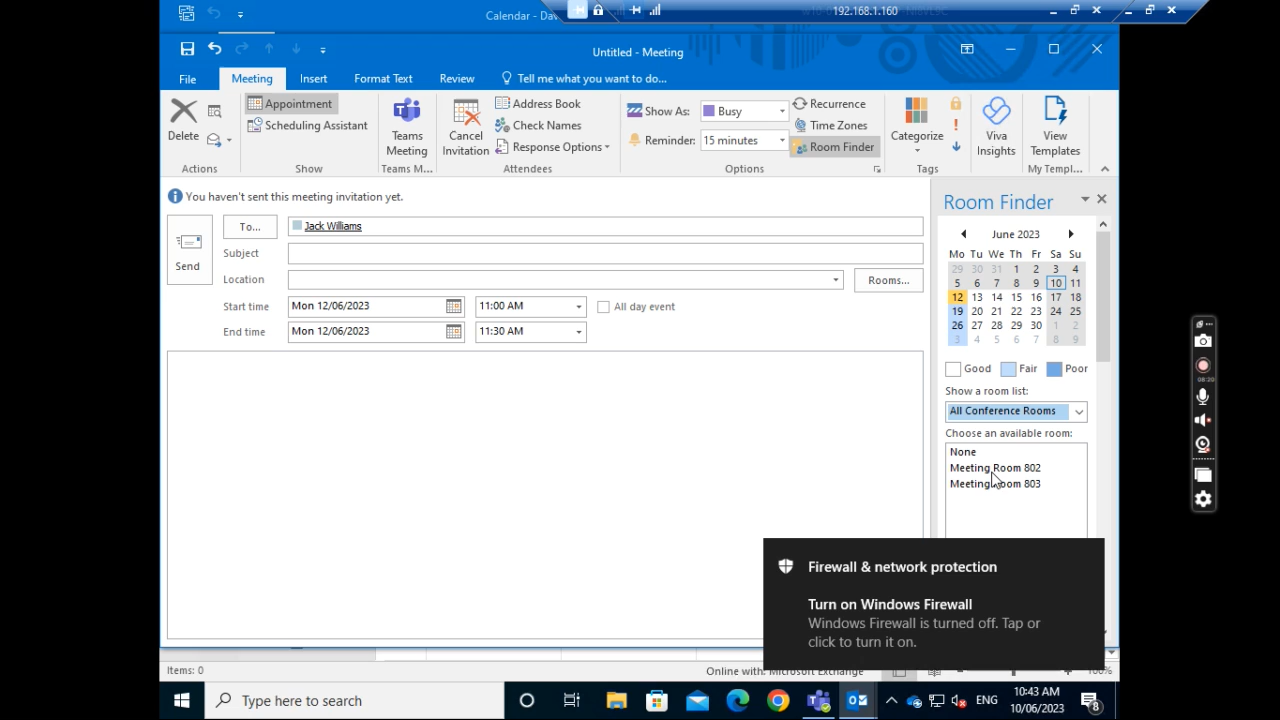 Calendar - Dav
192.168.1.160
Untitled - Meeting
File Meeting Insert Format Text Review Tell me what you want to do...
Delete
Actions
Appointment
Scheduling Assistant
Show
Teams Meeting
Teams M...
Cancel Invitation
Address Book
Check Names
Response Options
Attendees
Show As: Busy
Reminder: 15 minutes
Recurrence
Time Zones
Room Finder
Options
Categorize
Tags
Viva Insights
View Templates
My Templ...
You haven't sent this meeting invitation yet.
Send
To... Jack Williams
Subject
Location Rooms...
Start time Mon 12/06/2023 11:00 AM All day event
End time Mon 12/06/2023 11:30 AM
Room Finder
June 2023
Mo Tu We Th Fr Sa Su
29 30 31 1 2 3 4
5 6 7 8 9 10 11
12 13 14 15 16 17 18
19 20 21 22 23 24 25
26 27 28 29 30 1 2
3 4 5 6 7 8 9
Good Fair Poor
Show a room list:
All Conference Rooms
Choose an available room:
None
Meeting Room 802
Meeting Room 803
08:20
Firewall & network protection
Turn on Windows Firewall
Windows Firewall is turned off. Tap or
click to turn it on.
Items: 0
Online with: Microsoft Exchange
100%
Type here to search
ENG
10:43 AM
10/06/2023
8